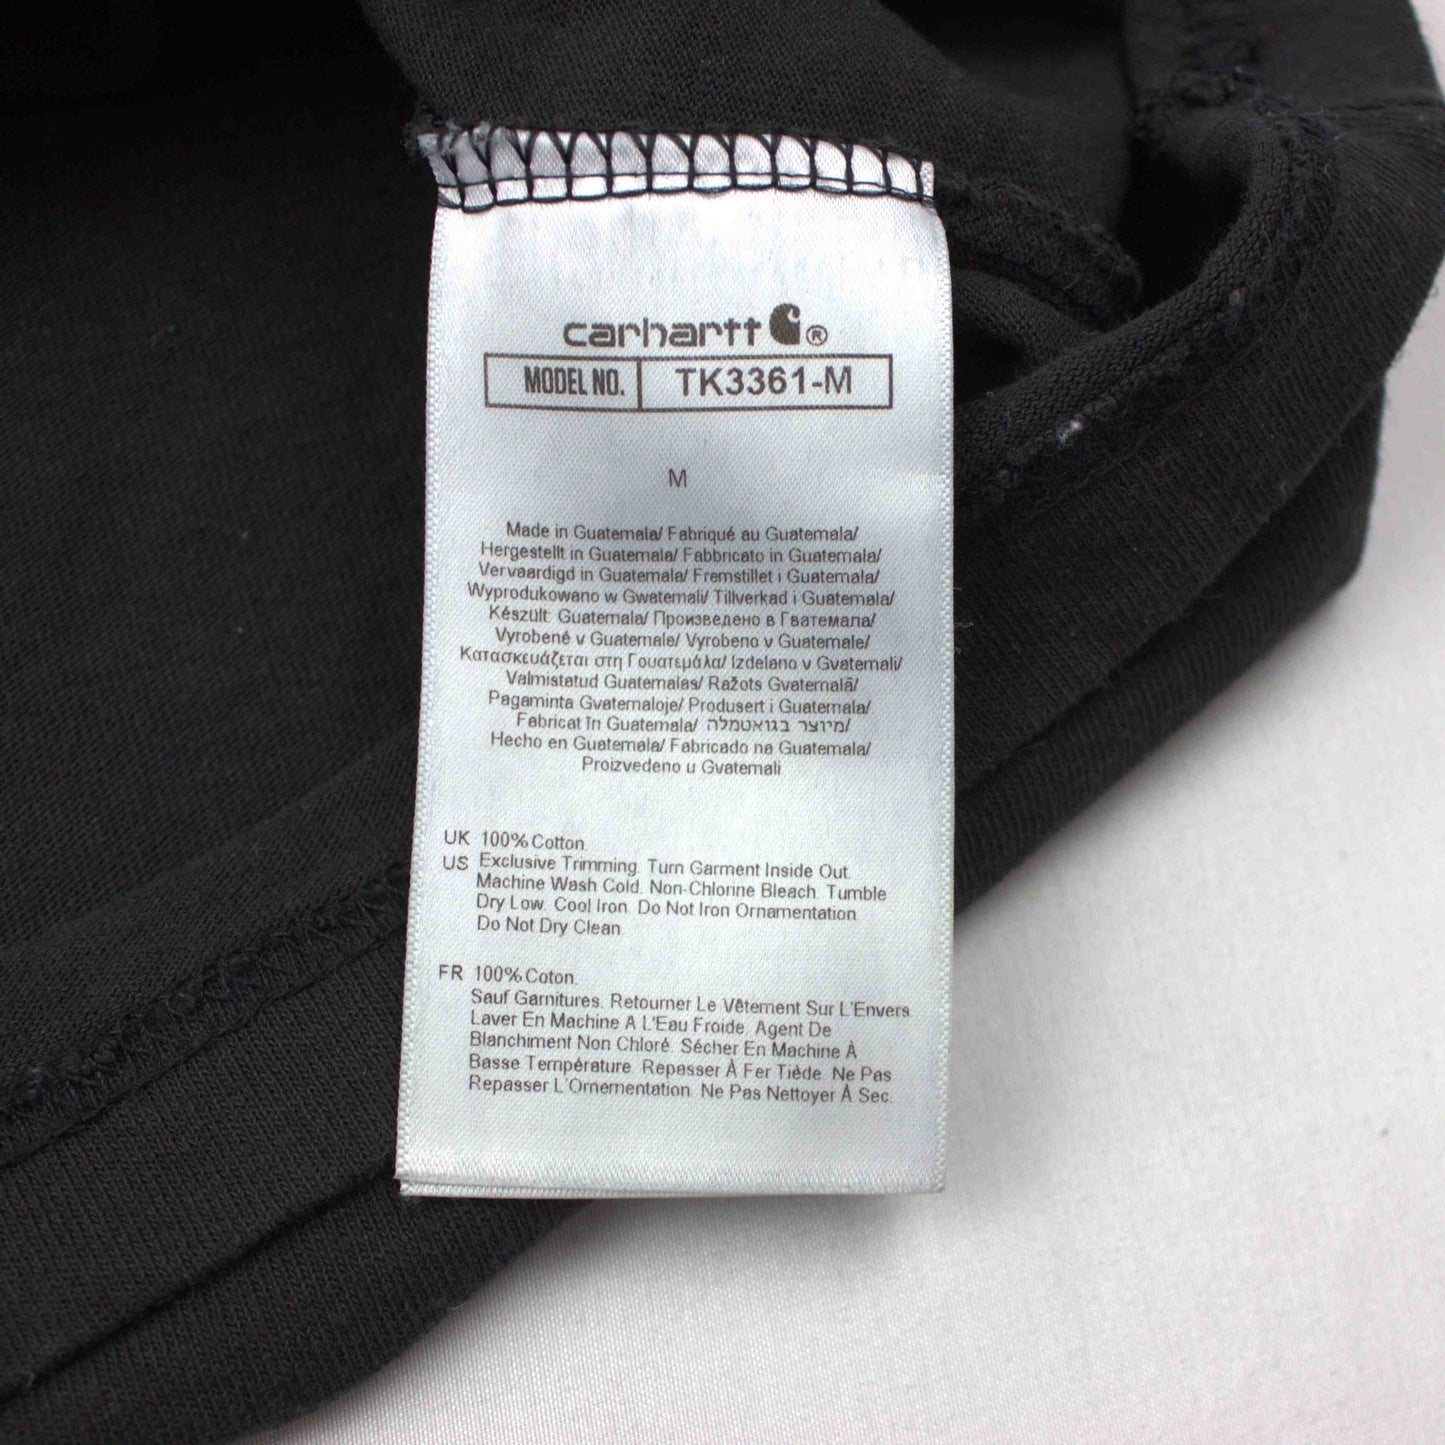 carhartt ®
MODEL NO. TK3361-M
M
Made in Guatemala/ Fabriqué au Guatemala/
Hergestellt in Guatemala/ Fabbricato in Guatemala/
Vervaardigd in Guatemala/ Fremstillet i Guatemala/
Wyprodukowano w Gwatemali/ Tillverkad i Guatemala/
Készült: Guatemala/ Произведено в Гватемала/
Vyrobené v Guatemale/ Vyrobeno v Guatemale/
Κατασκευάζεται στη Γουατεμάλα/ Izdelano v Gvatemali/
Valmistatud Guatemalas/ Ražots Gvatemalā/
Pagaminta Gvatemaloje/ Produsert i Guatemala/
Fabricat în Guatemala/ מיוצר בגואטמלה/
Hecho en Guatemala/ Fabricado na Guatemala/
Proizvedeno u Gvatemali
UK 100% Cotton.
US Exclusive Trimming. Turn Garment Inside Out.
Machine Wash Cold. Non-Chlorine Bleach. Tumble
Dry Low. Cool Iron. Do Not Iron Ornamentation.
Do Not Dry Clean.
FR 100% Coton.
Sauf Garnitures. Retourner Le Vêtement Sur L'Envers.
Laver En Machine A L'Eau Froide. Agent De
Blanchiment Non Chloré. Sécher En Machine À
Basse Température. Repasser À Fer Tiède. Ne Pas
Repasser L'Ornementation. Ne Pas Nettoyer À Sec.